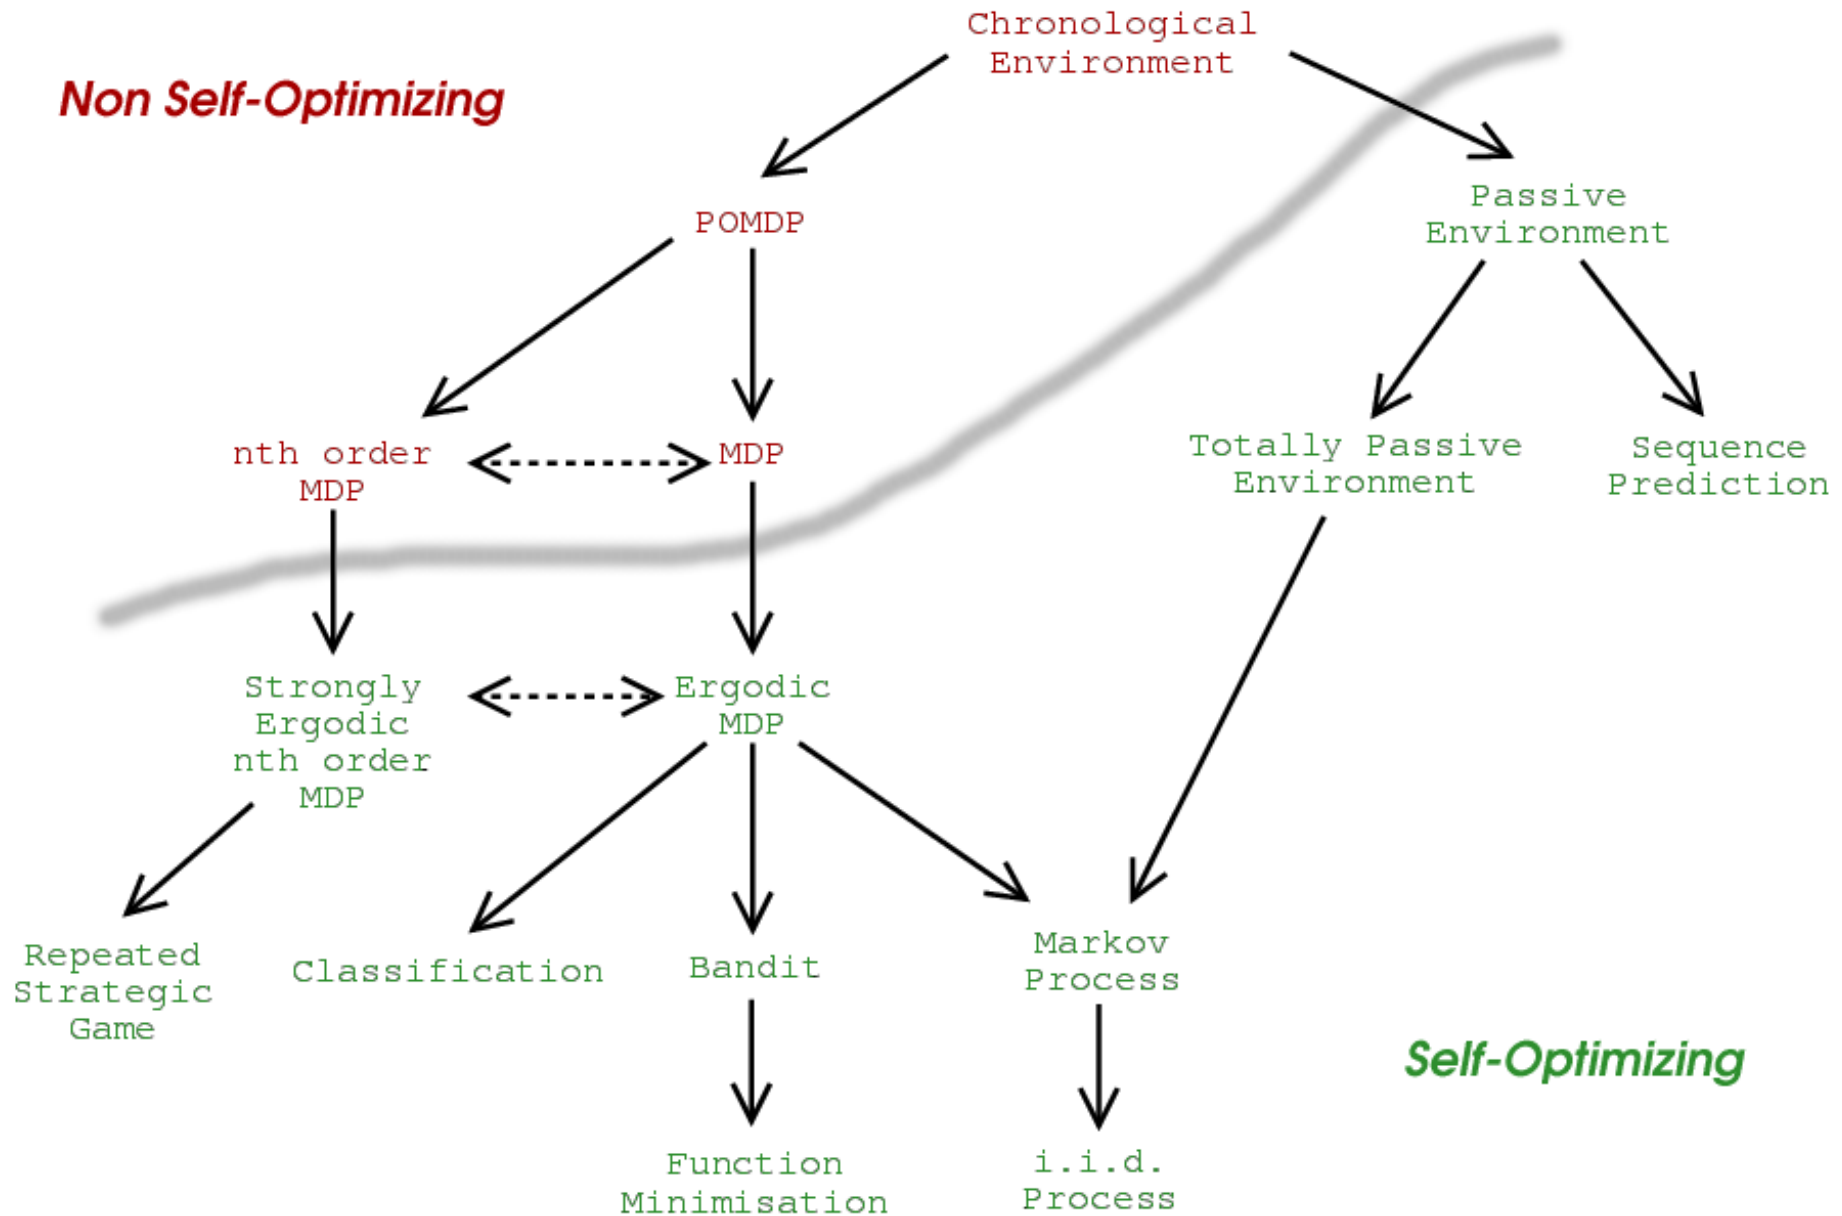 Chronological
Environment
Non Self-Optimizing
POMDP
Passive
Environment
nth order
MDP
MDP
Totally Passive
Environment
Sequence
Prediction
Strongly
Ergodic
nth order
MDP
Ergodic
MDP
Repeated
Strategic
Game
Classification
Bandit
Markov
Process
Self-Optimizing
Function
Minimisation
i.i.d.
Process